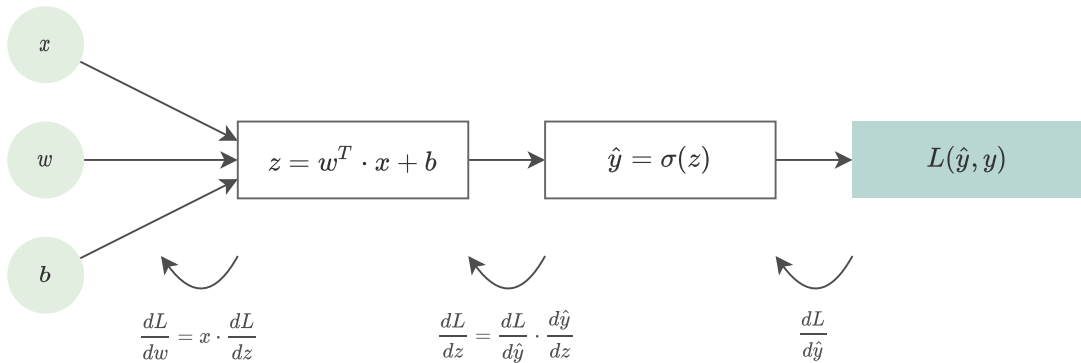 x
w
b
z = w^T · x + b
ŷ = σ(z)
L(ŷ, y)
dL/dw = x · dL/dz
dL/dz = dL/dŷ · dŷ/dz
dL/dŷ